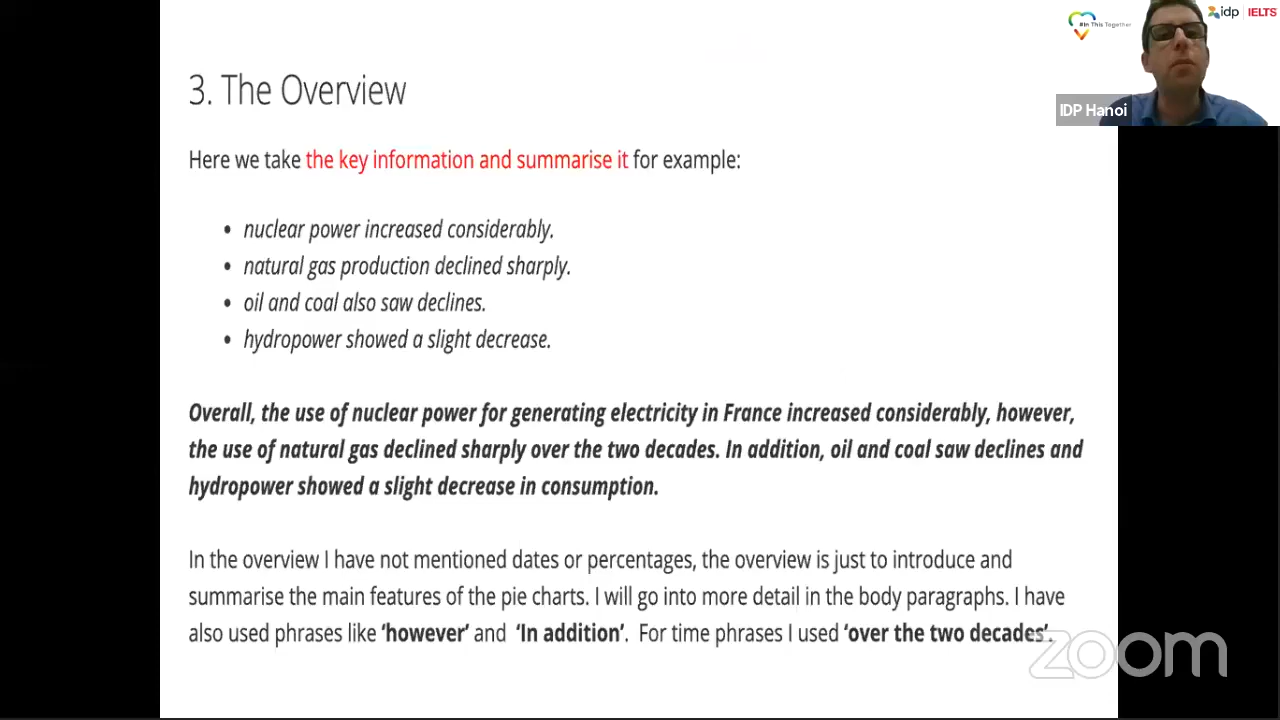 #In This Together
idp IELTS
IDP Hanoi
3. The Overview
Here we take the key information and summarise it for example:
• nuclear power increased considerably.
• natural gas production declined sharply.
• oil and coal also saw declines.
• hydropower showed a slight decrease.
Overall, the use of nuclear power for generating electricity in France increased considerably, however,
the use of natural gas declined sharply over the two decades. In addition, oil and coal saw declines and
hydropower showed a slight decrease in consumption.
In the overview I have not mentioned dates or percentages, the overview is just to introduce and
summarise the main features of the pie charts. I will go into more detail in the body paragraphs. I have
also used phrases like ‘however’ and ‘In addition’. For time phrases I used ‘over the two decades’.
zoom